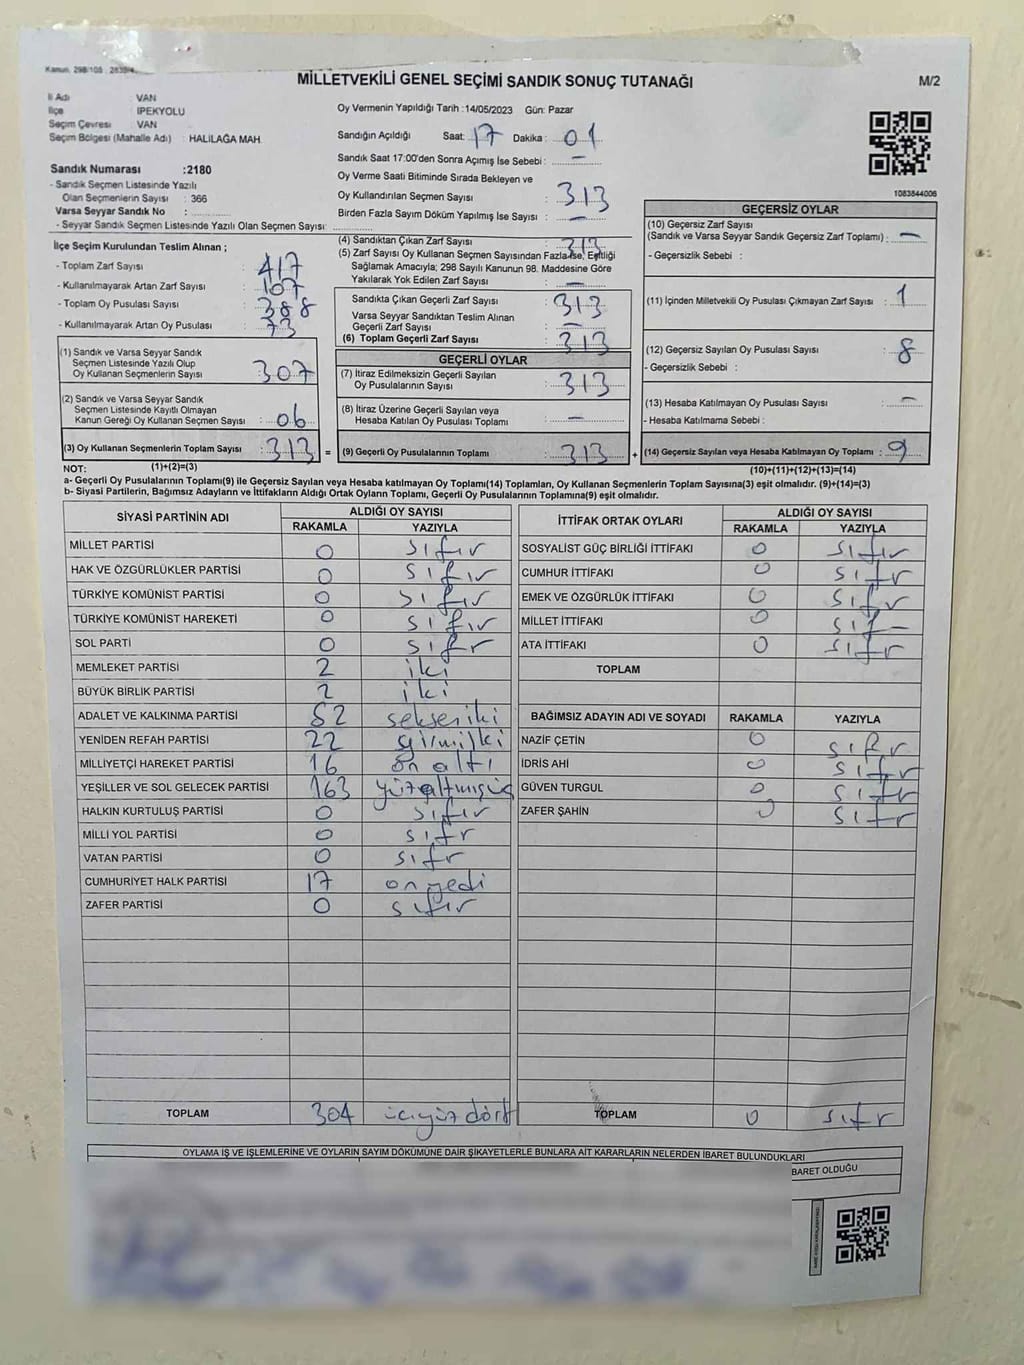 Kanun. 298/105
MİLLETVEKİLİ GENEL SEÇİMİ SANDIK SONUÇ TUTANAĞI
M/2
İl Adı : VAN
İlçe : İPEKYOLU
Seçim Çevresi : VAN
Seçim Bölgesi (Mahalle Adı) : HALİLAĞA MAH.
Oy Vermenin Yapıldığı Tarih :14/05/2023 Gün: Pazar
Sandığın Açıldığı Saat: 17 Dakika : 01
Sandık Saat 17:00'den Sonra Açımış İse Sebebi : -
Oy Verme Saati Bitiminde Sırada Bekleyen ve
Oy Kullandırılan Seçmen Sayısı : 313
Birden Fazla Sayım Döküm Yapılmış İse Sayısı : -
Sandık Numarası :2180
- Sandık Seçmen Listesinde Yazılı
Olan Seçmenlerin Sayısı : 366
Varsa Seyyar Sandık No :
- Seyyar Sandık Seçmen Listesinde Yazılı Olan Seçmen Sayısı:
1083844006
İlçe Seçim Kurulundan Teslim Alınan ;
- Toplam Zarf Sayısı : 417
- Kullanılmayarak Artan Zarf Sayısı : 107
- Toplam Oy Pusulası Sayısı : 388
- Kullanılmayarak Artan Oy Pusulası : 73
(1) Sandık ve Varsa Seyyar Sandık
Seçmen Listesinde Yazılı Olup
Oy Kullanan Seçmenlerin Sayısı : 307
(2) Sandık ve Varsa Seyyar Sandık
Seçmen Listesinde Kayıtlı Olmayan
Kanun Gereği Oy Kullanan Seçmen Sayısı : 06
(3) Oy Kullanan Seçmenlerin Toplam Sayısı : 313 =
(4) Sandıktan Çıkan Zarf Sayısı : 313
(5) Zarf Sayısı Oy Kullanan Seçmen Sayısından Fazla İse, Eşitliği
Sağlamak Amacıyla; 298 Sayılı Kanunun 98. Maddesine Göre
Yakılarak Yok Edilen Zarf Sayısı : -
Sandıkta Çıkan Geçerli Zarf Sayısı : 313
Varsa Seyyar Sandıktan Teslim Alınan
Geçerli Zarf Sayısı : -
(6) Toplam Geçerli Zarf Sayısı : 313
GEÇERLİ OYLAR
(7) İtiraz Edilmeksizin Geçerli Sayılan
Oy Pusulalarının Sayısı : 313
(8) İtiraz Üzerine Geçerli Sayılan veya
Hesaba Katılan Oy Pusulası Toplamı : -
(9) Geçerli Oy Pusulalarının Toplamı : 313 +
GEÇERSİZ OYLAR
(10) Geçersiz Zarf Sayısı
(Sandık ve Varsa Seyyar Sandık Geçersiz Zarf Toplamı) : -
- Geçersizlik Sebebi :
(11) İçinden Milletvekili Oy Pusulası Çıkmayan Zarf Sayısı : 1
(12) Geçersiz Sayılan Oy Pusulası Sayısı : 8
- Geçersizlik Sebebi :
(13) Hesaba Katılmayan Oy Pusulası Sayısı : -
- Hesaba Katılmama Sebebi :
(14) Geçersiz Sayılan veya Hesaba Katılmayan Oy Toplamı : 9
NOT: (1)+(2)=(3) (10)+(11)+(12)+(13)=(14)
a- Geçerli Oy Pusulalarının Toplamı(9) ile Geçersiz Sayılan veya Hesaba katılmayan Oy Toplamı(14) Toplamları, Oy Kullanan Seçmenlerin Toplam Sayısına(3) eşit olmalıdır. (9)+(14)=(3)
b- Siyasi Partilerin, Bağımsız Adayların ve İttifakların Aldığı Ortak Oyların Toplamı, Geçerli Oy Pusulalarının Toplamına(9) eşit olmalıdır.
SİYASİ PARTİNİN ADI ALDIĞI OY SAYISI
RAKAMLA YAZIYLA
MİLLET PARTİSİ 0 sıfır
HAK VE ÖZGÜRLÜKLER PARTİSİ 0 sıfır
TÜRKİYE KOMÜNİST PARTİSİ 0 sıfır
TÜRKİYE KOMÜNİST HAREKETİ 0 sıfır
SOL PARTİ 0 sıfır
MEMLEKET PARTİSİ 2 iki
BÜYÜK BİRLİK PARTİSİ 2 iki
ADALET VE KALKINMA PARTİSİ 82 seksen iki
YENİDEN REFAH PARTİSİ 22
MİLLİYETÇİ HAREKET PARTİSİ 16 on altı
YEŞİLLER VE SOL GELECEK PARTİSİ 163 yüzaltmışüç
HALKIN KURTULUŞ PARTİSİ 0 sıfır
MİLLİ YOL PARTİSİ 0 sıfr
VATAN PARTİSİ 0 sıfr
CUMHURİYET HALK PARTİSİ 17 on yedi
ZAFER PARTİSİ 0 sıfır
TOPLAM 304 üçyüz dört
İTTİFAK ORTAK OYLARI ALDIĞI OY SAYISI
RAKAMLA YAZIYLA
SOSYALİST GÜÇ BİRLİĞİ İTTİFAKI 0 sıfır
CUMHUR İTTİFAKI 0 sıfr
EMEK VE ÖZGÜRLÜK İTTİFAKI 0 sıfr
MİLLET İTTİFAKI 0
ATA İTTİFAKI 0 sıfr
TOPLAM
BAĞIMSIZ ADAYIN ADI VE SOYADI RAKAMLA YAZIYLA
NAZİF ÇETİN 0 sıfr
İDRİS AHİ 0 sıfr
GÜVEN TURGUL 0 sıfr
ZAFER ŞAHİN 0 sıfr
TOPLAM 0 sıfr
OYLAMA İŞ VE İŞLEMLERİNE VE OYLARIN SAYIM DÖKÜMÜNE DAİR ŞİKAYETLERLE BUNLARA AİT KARARLARIN NELERDEN İBARET BULUNDUKLARI
BARET OLDUĞU